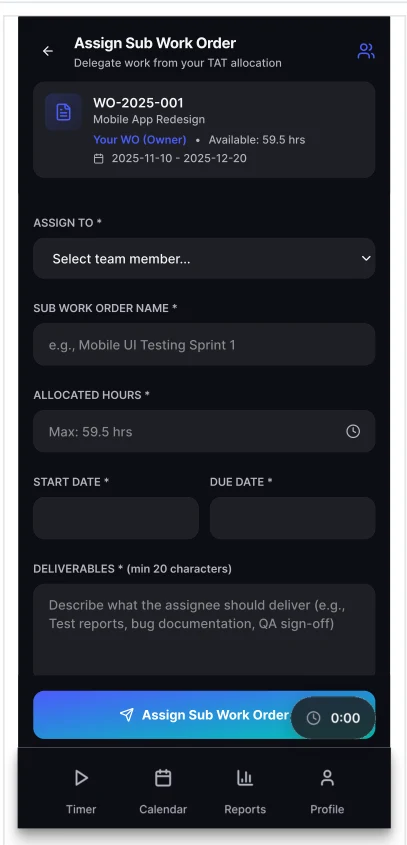 Assign Sub Work Order
Delegate work from your TAT allocation
WO-2025-001
Mobile App Redesign
Your WO (Owner) • Available: 59.5 hrs
2025-11-10 - 2025-12-20
ASSIGN TO *
Select team member...
SUB WORK ORDER NAME *
e.g., Mobile UI Testing Sprint 1
ALLOCATED HOURS *
Max: 59.5 hrs
START DATE * DUE DATE *
DELIVERABLES * (min 20 characters)
Describe what the assignee should deliver (e.g.,
Test reports, bug documentation, QA sign-off)
Assign Sub Work Order 0:00
Timer Calendar Reports Profile